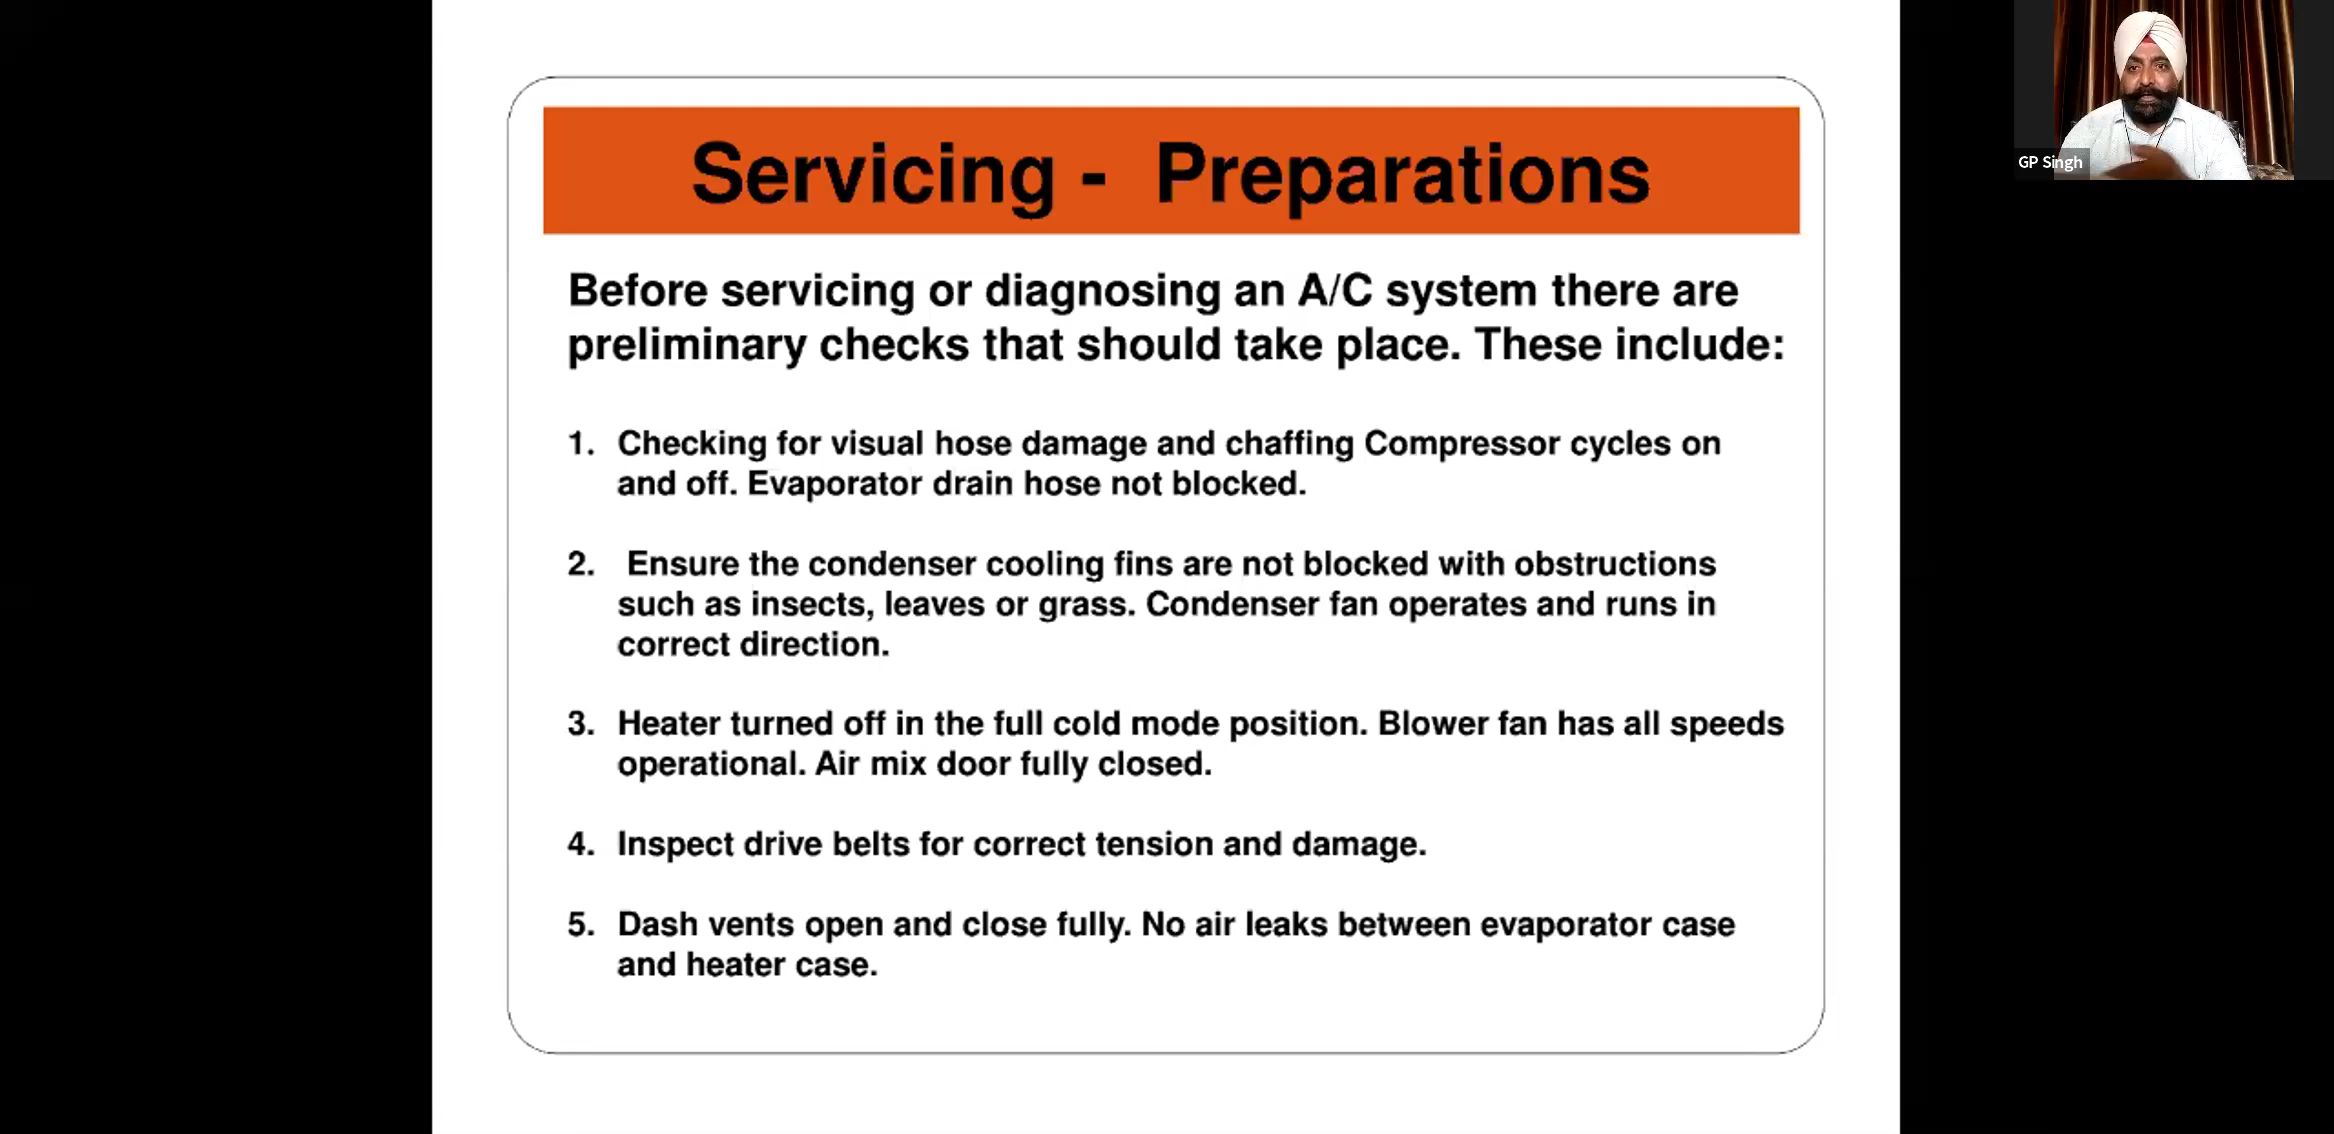 Servicing - Preparations
Before servicing or diagnosing an A/C system there are
preliminary checks that should take place. These include:
1. Checking for visual hose damage and chaffing Compressor cycles on
and off. Evaporator drain hose not blocked.
2. Ensure the condenser cooling fins are not blocked with obstructions
such as insects, leaves or grass. Condenser fan operates and runs in
correct direction.
3. Heater turned off in the full cold mode position. Blower fan has all speeds
operational. Air mix door fully closed.
4. Inspect drive belts for correct tension and damage.
5. Dash vents open and close fully. No air leaks between evaporator case
and heater case.
GP Singh